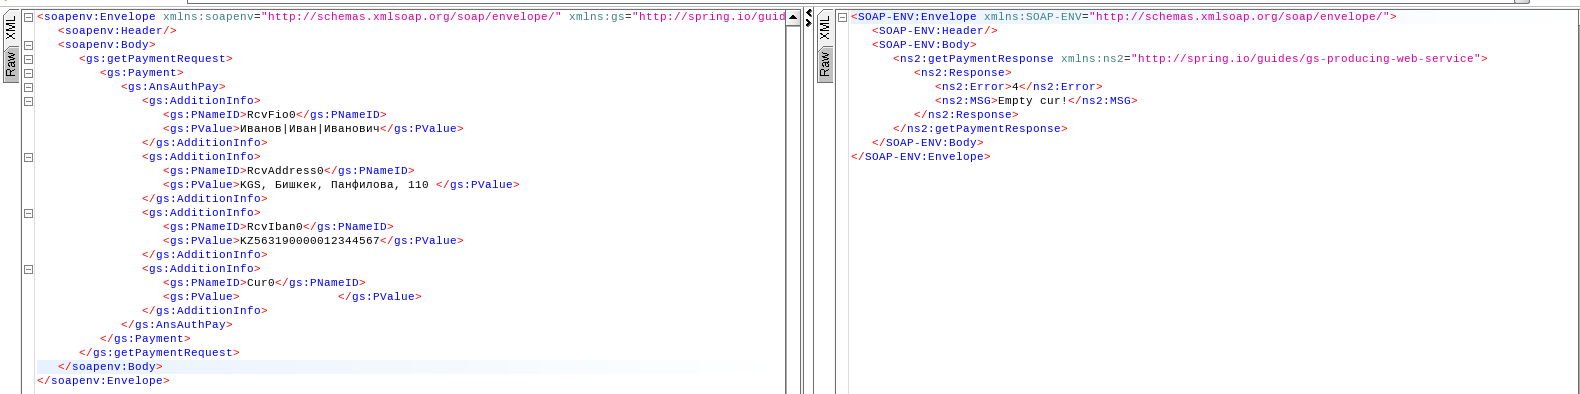 XML
Raw
<soapenv:Envelope xmlns:soapenv="http://schemas.xmlsoap.org/soap/envelope/" xmlns:gs="http://spring.io/guid
<soapenv:Header/>
<soapenv:Body>
<gs:getPaymentRequest>
<gs:Payment>
<gs:AnsAuthPay>
<gs:AdditionInfo>
<gs:PNameID>RcvFio0</gs:PNameID>
<gs:PValue>Иванов|Иван|Иванович</gs:PValue>
</gs:AdditionInfo>
<gs:AdditionInfo>
<gs:PNameID>RcvAddress0</gs:PNameID>
<gs:PValue>KGS, Бишкек, Панфилова, 110 </gs:PValue>
</gs:AdditionInfo>
<gs:AdditionInfo>
<gs:PNameID>RcvIban0</gs:PNameID>
<gs:PValue>KZ563190000012344567</gs:PValue>
</gs:AdditionInfo>
<gs:AdditionInfo>
<gs:PNameID>Cur0</gs:PNameID>
<gs:PValue>              </gs:PValue>
</gs:AdditionInfo>
</gs:AnsAuthPay>
</gs:Payment>
</gs:getPaymentRequest>
</soapenv:Body>
</soapenv:Envelope>
XML
Raw
<SOAP-ENV:Envelope xmlns:SOAP-ENV="http://schemas.xmlsoap.org/soap/envelope/">
<SOAP-ENV:Header/>
<SOAP-ENV:Body>
<ns2:getPaymentResponse xmlns:ns2="http://spring.io/guides/gs-producing-web-service">
<ns2:Response>
<ns2:Error>4</ns2:Error>
<ns2:MSG>Empty cur!</ns2:MSG>
</ns2:Response>
</ns2:getPaymentResponse>
</SOAP-ENV:Body>
</SOAP-ENV:Envelope>